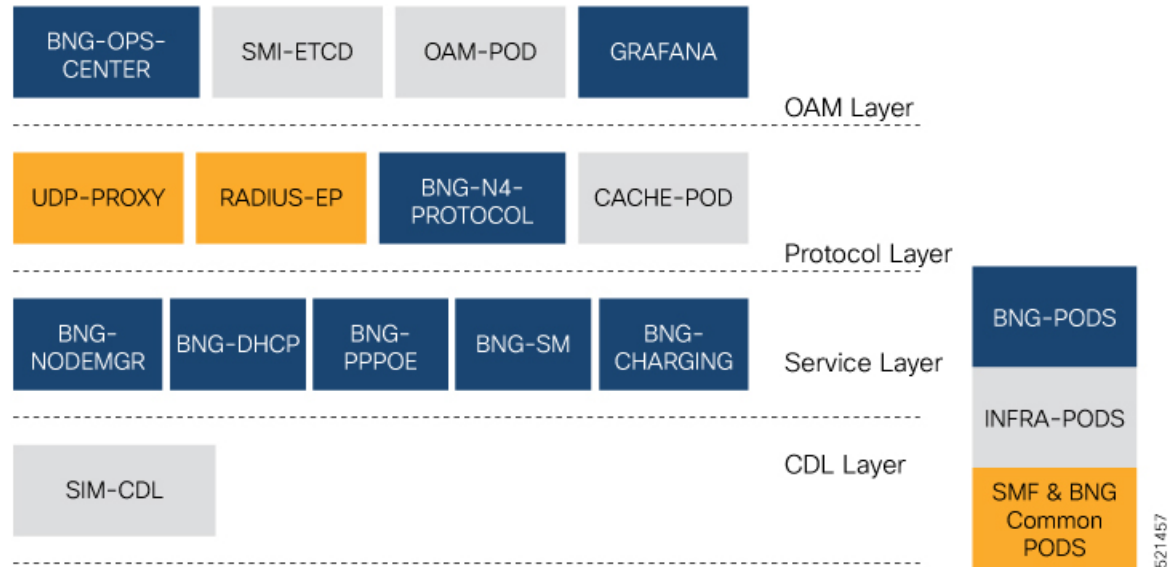 BNG-OPS-
CENTER
SMI-ETCD
OAM-POD
GRAFANA
OAM Layer
UDP-PROXY
RADIUS-EP
BNG-N4-
PROTOCOL
CACHE-POD
Protocol Layer
BNG-
NODEMGR
BNG-DHCP
BNG-
PPPOE
BNG-SM
BNG-
CHARGING
Service Layer
SIM-CDL
CDL Layer
BNG-PODS
INFRA-PODS
SMF & BNG
Common
PODS
521457